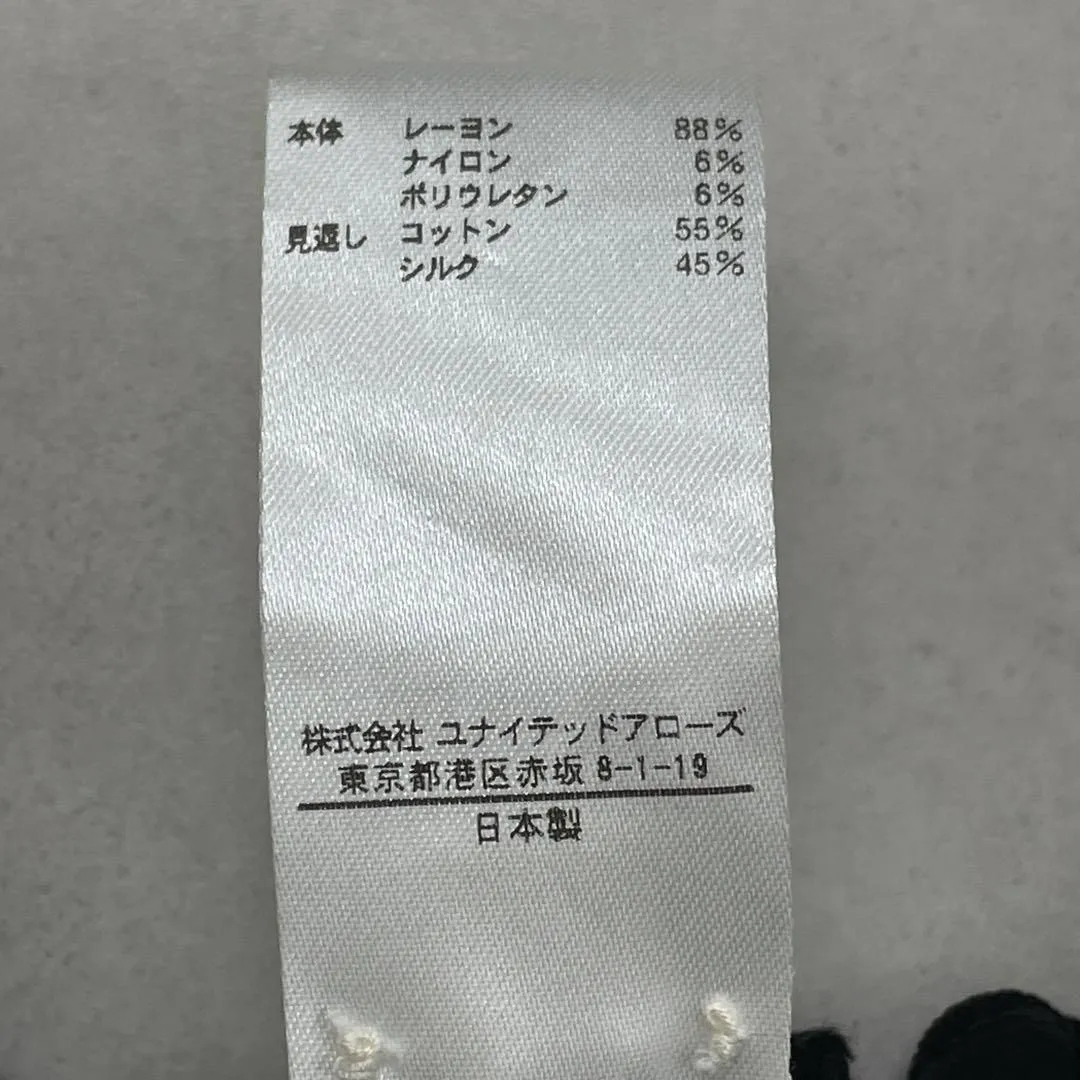 本体 レーヨン 88%
ナイロン 6%
ポリウレタン 6%
見返し コットン 55%
シルク 45%
株式会社 ユナイテッドアローズ
東京都港区赤坂 8-1-19
日本製